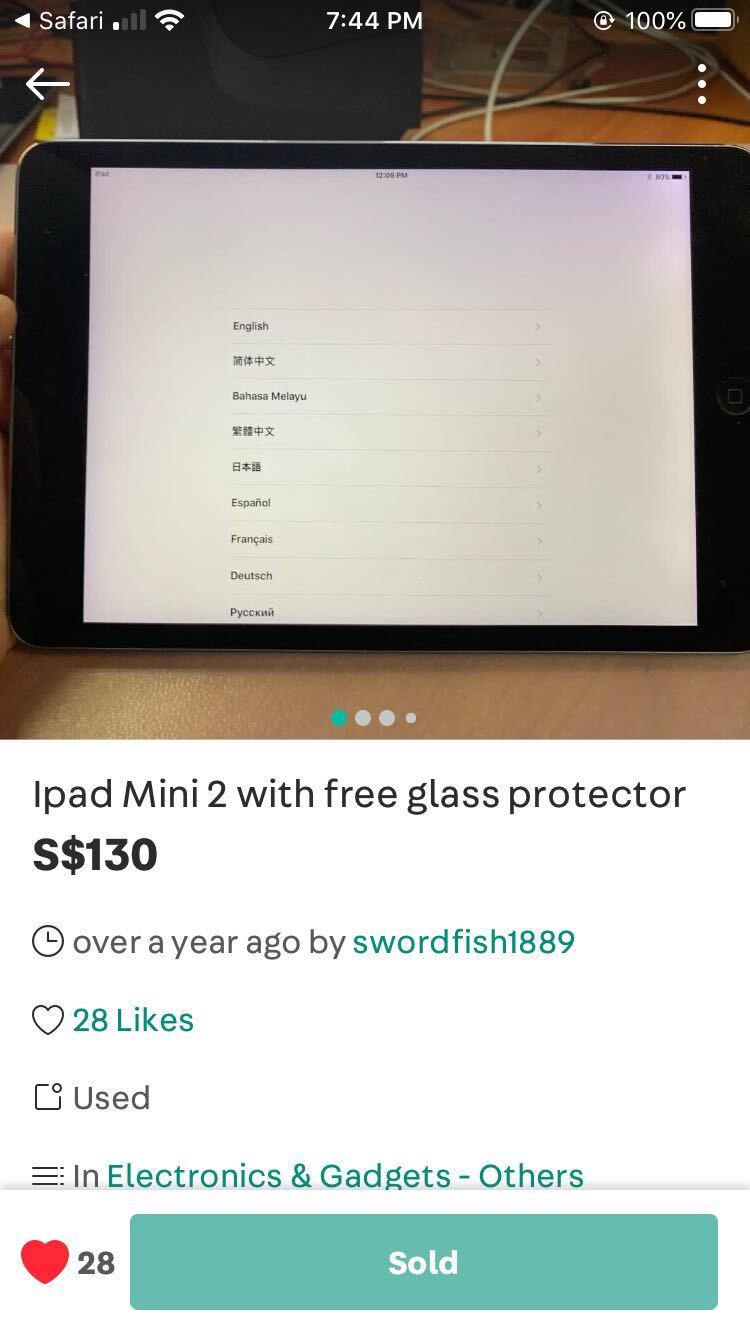 Safari
7:44 PM
100%
iPad
12:08 PM
80%
English
简体中文
Bahasa Melayu
繁體中文
日本語
Español
Français
Deutsch
Русский
Ipad Mini 2 with free glass protector
S$130
over a year ago by swordfish1889
28 Likes
Used
In Electronics & Gadgets - Others
28
Sold